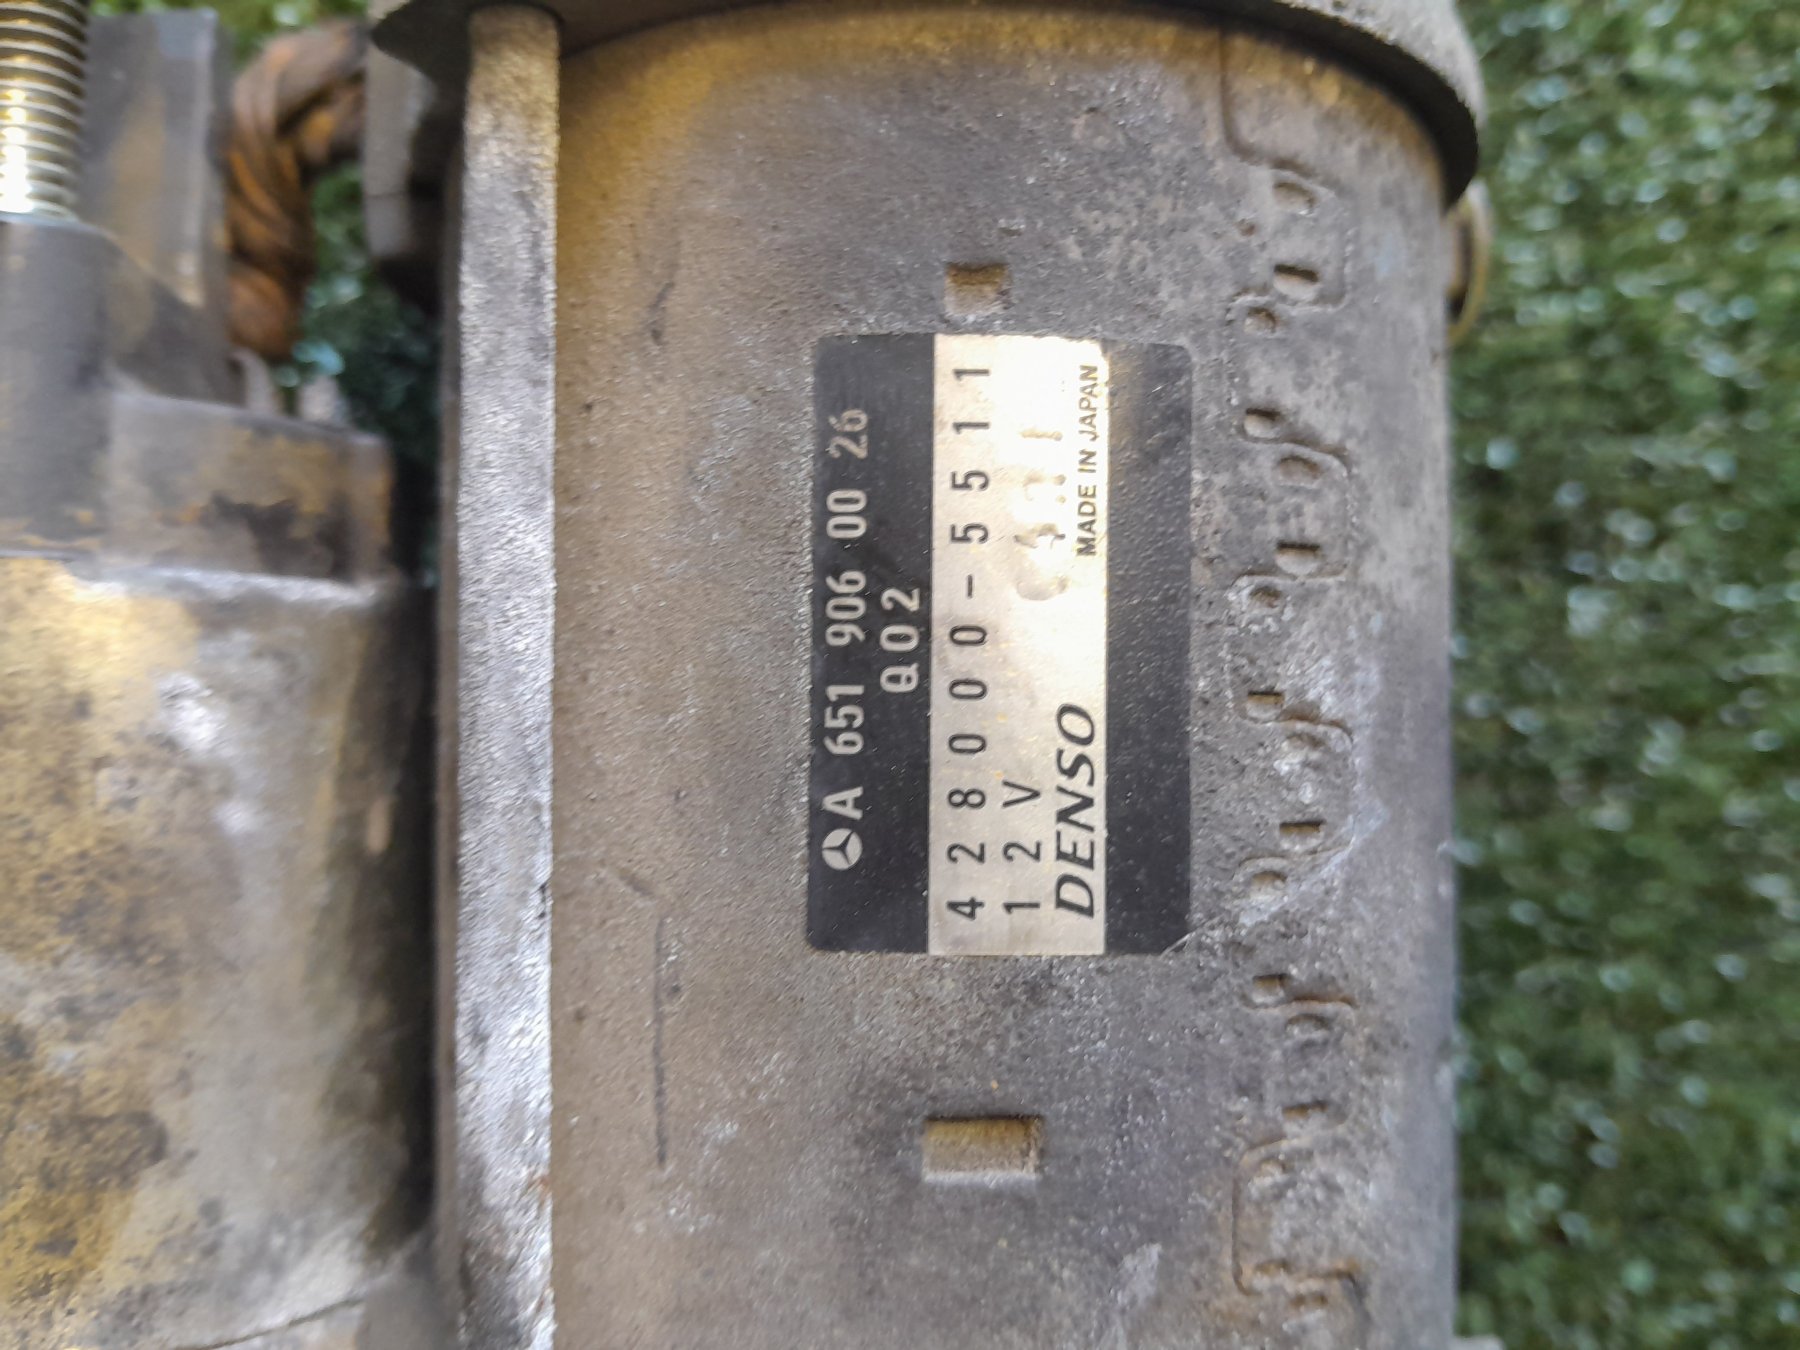 A 651 906 00 26
Q02
428000-5511
12V
DENSO MADE IN JAPAN